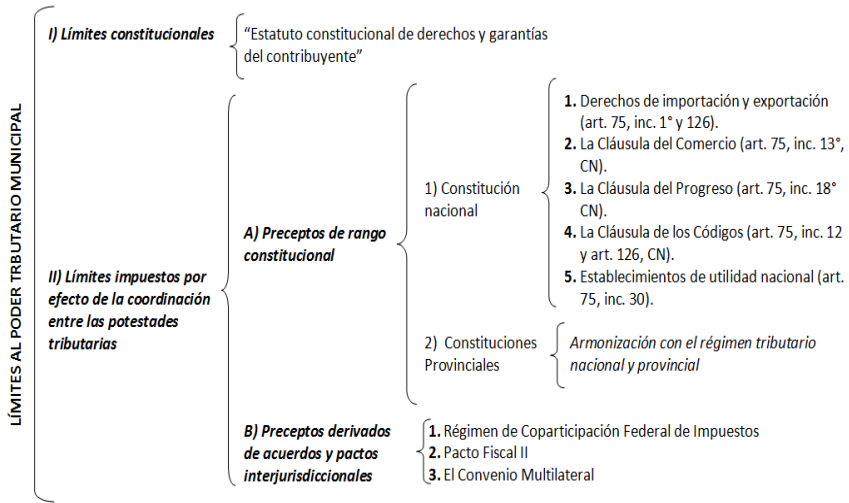 LÍMITES AL PODER TRBUTARIO MUNICIPAL
I) Límites constitucionales
“Estatuto constitucional de derechos y garantías
del contribuyente”
II) Límites impuestos por
efecto de la coordinación
entre las potestades
tributarias
A) Preceptos de rango
constitucional
1) Constitución
nacional
1. Derechos de importación y exportación
(art. 75, inc. 1° y 126).
2. La Cláusula del Comercio (art. 75, inc. 13°,
CN).
3. La Cláusula del Progreso (art. 75, inc. 18°
CN).
4. La Cláusula de los Códigos (art. 75, inc. 12
y art. 126, CN).
5. Establecimientos de utilidad nacional (art.
75, inc. 30).
2) Constituciones
Provinciales
Armonización con el régimen tributario
nacional y provincial
B) Preceptos derivados
de acuerdos y pactos
interjurisdiccionales
1. Régimen de Coparticipación Federal de Impuestos
2. Pacto Fiscal II
3. El Convenio Multilateral